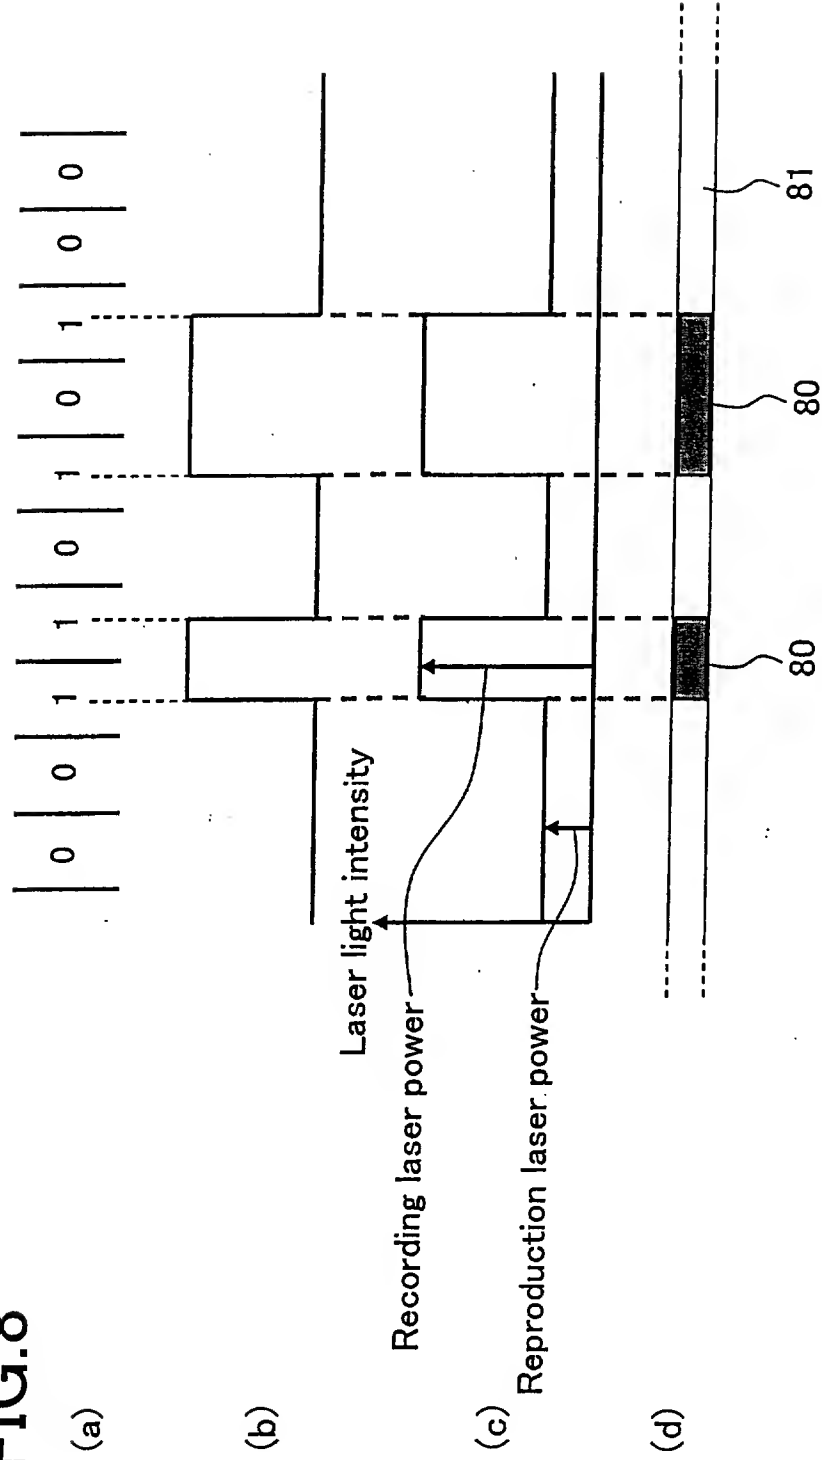 FIG.8
(a)
0 0 1 1 0 1 0 1 0 0
(b)
Laser light intensity
(c)
Recording laser power
Reproduction laser power
(d)
80
80
81